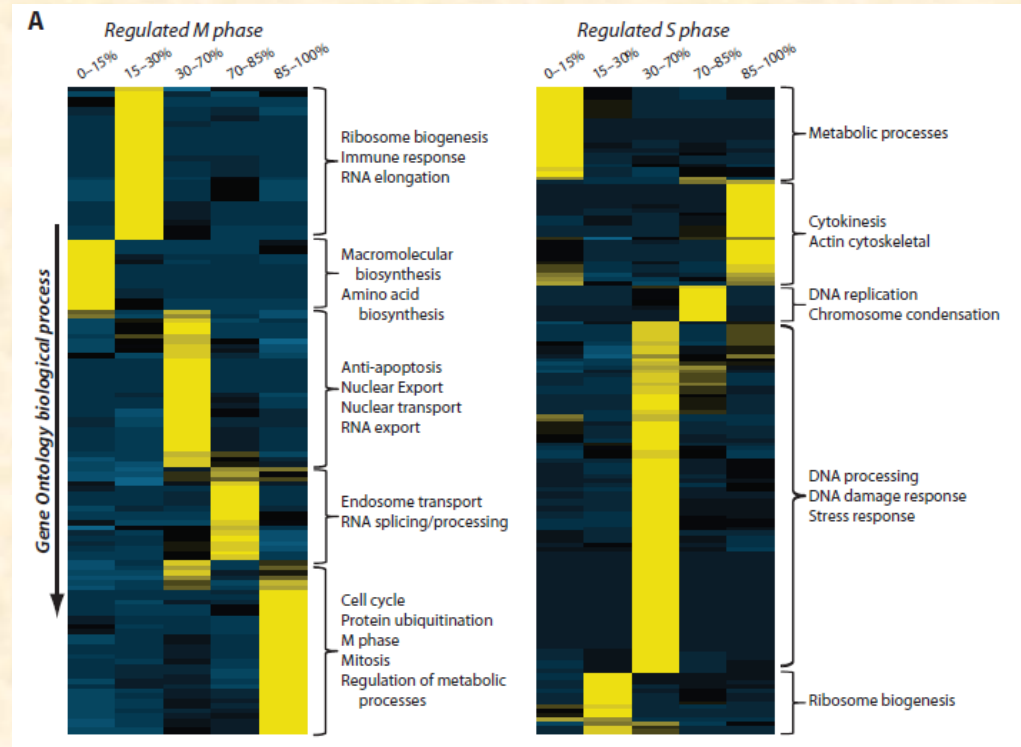 A
Regulated M phase
0–15%
15–30%
30–70%
70–85%
85–100%
Ribosome biogenesis
Immune response
RNA elongation
Macromolecular
biosynthesis
Amino acid
biosynthesis
Anti-apoptosis
Nuclear Export
Nuclear transport
RNA export
Endosome transport
RNA splicing/processing
Cell cycle
Protein ubiquitination
M phase
Mitosis
Regulation of metabolic
processes
Gene Ontology biological process
Regulated S phase
0–15%
15–30%
30–70%
70–85%
85–100%
Metabolic processes
Cytokinesis
Actin cytoskeletal
DNA replication
Chromosome condensation
DNA processing
DNA damage response
Stress response
Ribosome biogenesis